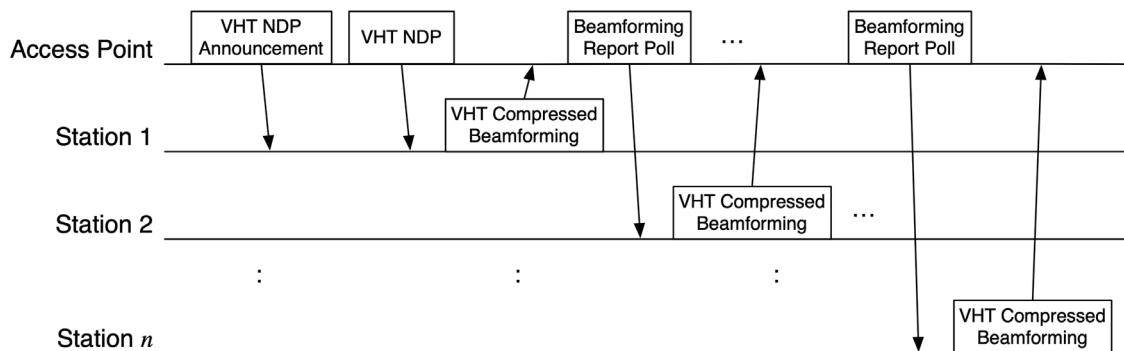 Access Point
VHT NDP
Announcement
VHT NDP
Beamforming
Report Poll
...
Beamforming
Report Poll
Station 1
VHT Compressed
Beamforming
Station 2
VHT Compressed
Beamforming
...
:
:
:
Station n
VHT Compressed
Beamforming